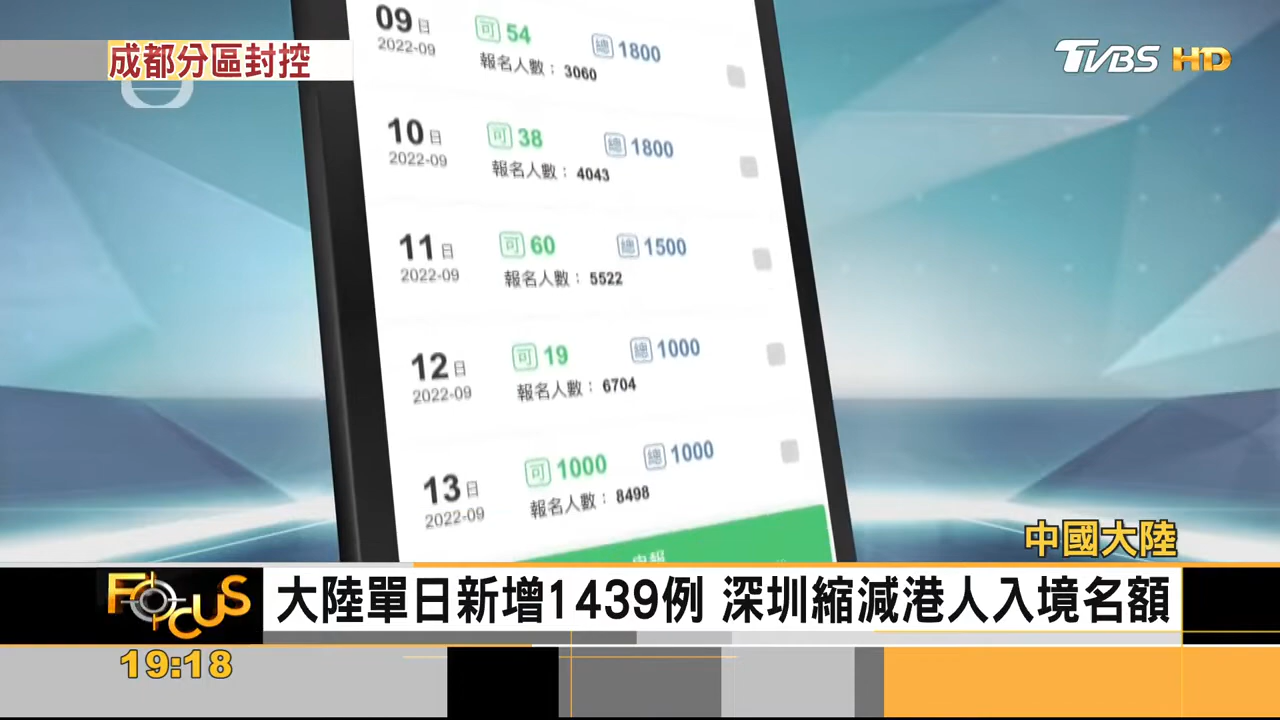 成都分區封控
TVBS HD
09日 可 54 總 1800
2022-09 報名人數：3060
10日 可 38 總 1800
2022-09 報名人數：4043
11日 可 60 總 1500
2022-09 報名人數：5522
12日 可 19 總 1000
2022-09 報名人數：6704
13日 可 1000 總 1000
2022-09 報名人數：8498
中國大陸
FOCUS
大陸單日新增1439例 深圳縮減港人入境名額
19:18